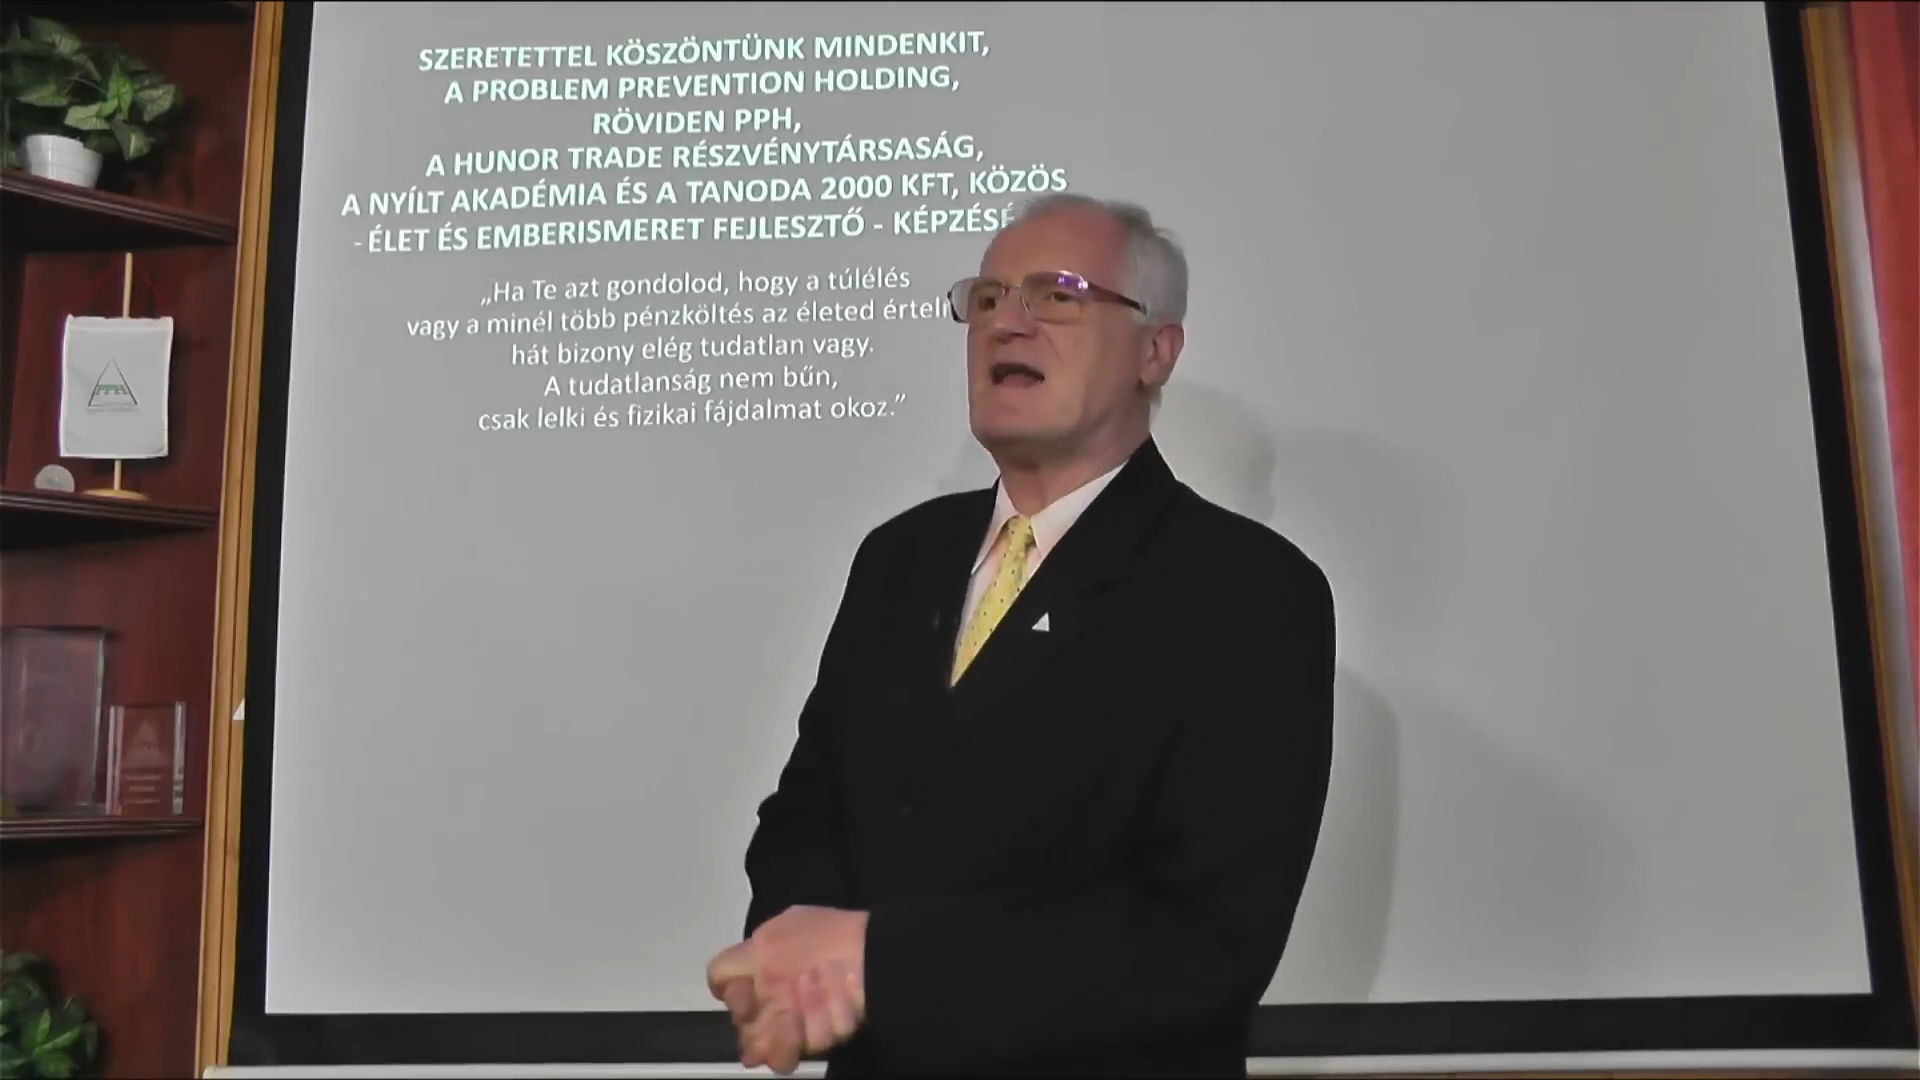 SZERETETTEL KÖSZÖNTÜNK MINDENKIT,
A PROBLEM PREVENTION HOLDING,
RÖVIDEN PPH,
A HUNOR TRADE RÉSZVÉNYTÁRSASÁG,
A NYÍLT AKADÉMIA ÉS A TANODA 2000 KFT, KÖZÖS
- ÉLET ÉS EMBERISMERET FEJLESZTŐ -
„Ha Te azt gondolod, hogy a túlélés
vagy a minél több pénzköltés az életed
hát bizony elég tudatlan vagy.
A tudatlanság nem bűn,
csak lelki és fizikai fájdalmat okoz.”
PPH